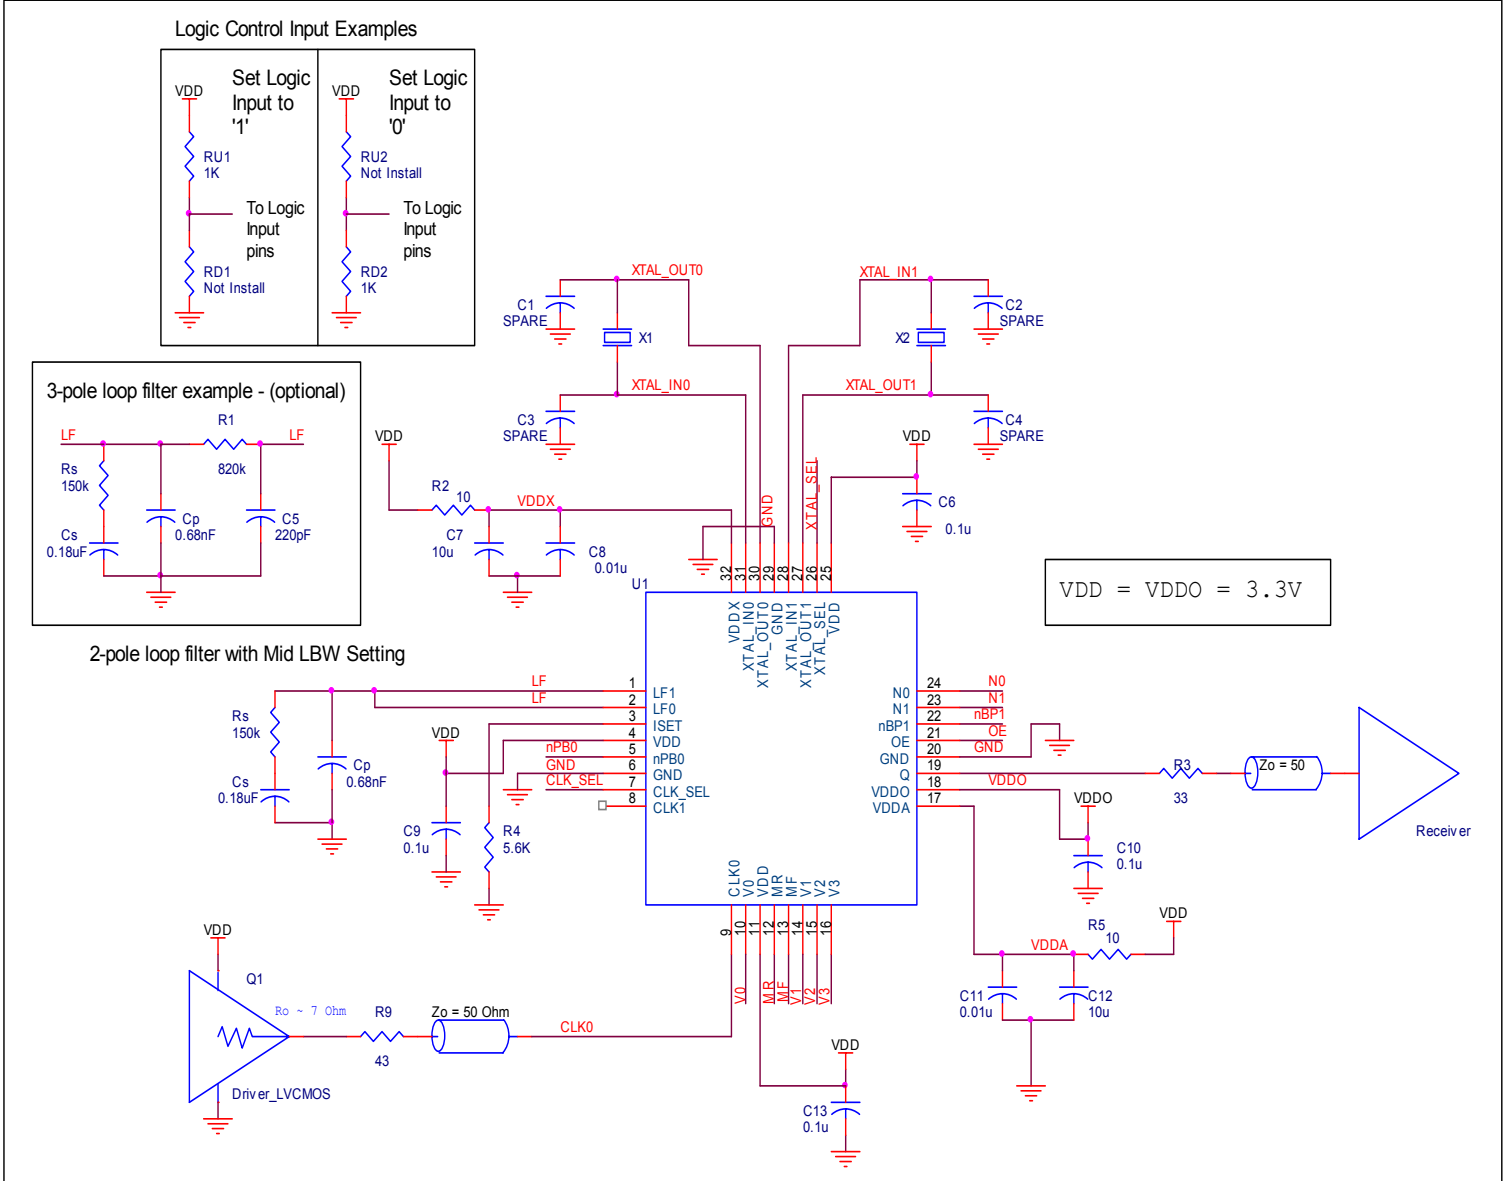 Logic Control Input Examples
Set Logic
Input to
'1'
VDD
RU1
1K
To Logic
Input
pins
RD1
Not Install
Set Logic
Input to
'0'
VDD
RU2
Not Install
To Logic
Input
pins
RD2
1K
3-pole loop filter example - (optional)
LF
R1
LF
820k
Rs
150k
Cs
0.18uF
Cp
0.68nF
C5
220pF
XTAL_OUT0
C1
SPARE
X1
XTAL_IN0
C3
SPARE
XTAL_IN1
C2
SPARE
X2
XTAL_OUT1
C4
SPARE
VDD
R2
10
VDDX
C7
10u
C8
0.01u
GND
XTAL_SEL
VDD
C6
0.1u
VDD = VDDO = 3.3V
U1
32
31
30
29
28
27
26
25
VDDX
XTAL_IN0
XTAL_OUT0
GND
XTAL_IN1
XTAL_OUT1
XTAL_SEL
VDD
2-pole loop filter with Mid LBW Setting
LF
LF
Rs
150k
Cs
0.18uF
Cp
0.68nF
VDD
nPB0
GND
CLK_SEL
C9
0.1u
R4
5.6K
1
2
3
4
5
6
7
8
LF1
LF0
ISET
VDD
nPB0
GND
CLK_SEL
CLK1
N0
N1
nBP1
OE
GND
Q
VDDO
VDDA
24
23
22
21
20
19
18
17
N0
N1
nBP1
OE
GND
VDDO
R3
33
Zo = 50
Receiver
VDDO
C10
0.1u
CLK0
V0
VDD
MR
MF
V1
V2
V3
9
10
11
12
13
14
15
16
V0
MR
MF
V1
V2
V3
VDDA
R5
10
VDD
C11
0.01u
C12
10u
VDD
Q1
Ro ~ 7 Ohm
Driver_LVCMOS
R9
43
Zo = 50 Ohm
CLK0
VDD
C13
0.1u